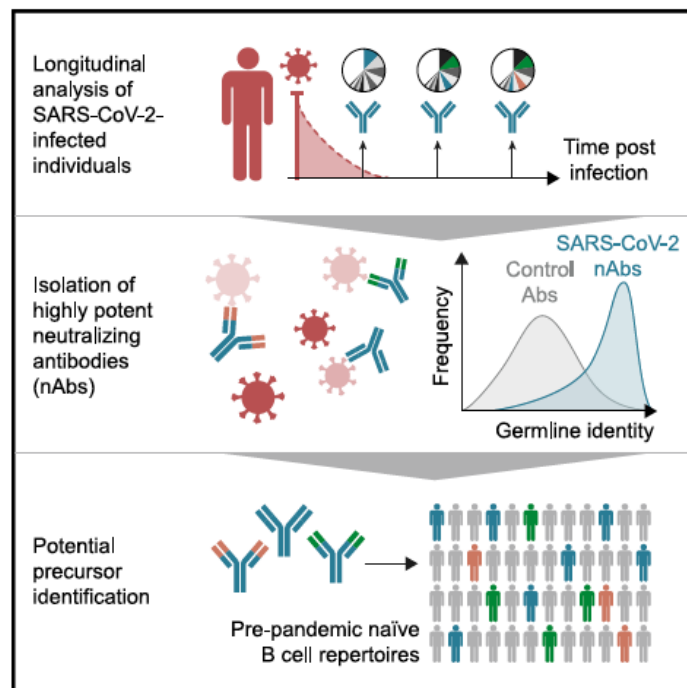 Longitudinal
analysis of
SARS-CoV-2-
infected
individuals
Time post
infection
Isolation of
highly potent
neutralizing
antibodies
(nAbs)
SARS-CoV-2
nAbs
Control
Abs
Frequency
Germline identity
Potential
precursor
identification
Pre-pandemic naïve
B cell repertoires